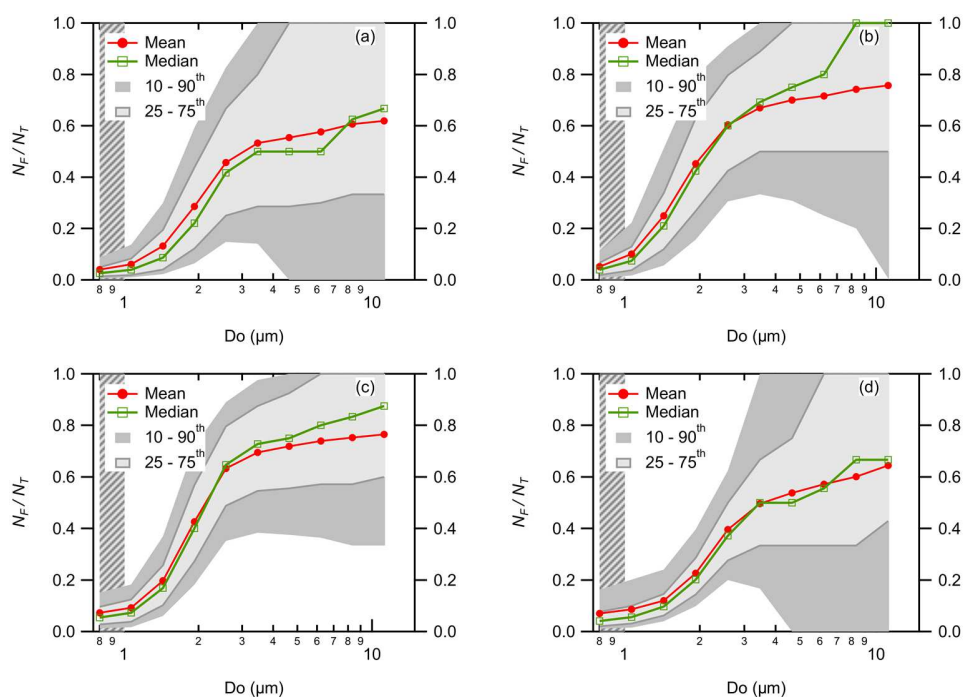 (a)
Mean
Median
10 - 90th
25 - 75th
N_F / N_T
1.0 0.8 0.6 0.4 0.2 0.0
1.0 0.8 0.6 0.4 0.2 0.0
8 9 1 2 3 4 5 6 7 8 9 10
Do (µm)
(b)
Mean
Median
10 - 90th
25 - 75th
1.0 0.8 0.6 0.4 0.2 0.0
1.0 0.8 0.6 0.4 0.2 0.0
8 9 1 2 3 4 5 6 7 8 9 10
Do (µm)
(c)
Mean
Median
10 - 90th
25 - 75th
N_F / N_T
1.0 0.8 0.6 0.4 0.2 0.0
1.0 0.8 0.6 0.4 0.2 0.0
8 9 1 2 3 4 5 6 7 8 9 10
Do (µm)
(d)
Mean
Median
10 - 90th
25 - 75th
N_F / N_T
1.0 0.8 0.6 0.4 0.2 0.0
1.0 0.8 0.6 0.4 0.2 0.0
8 9 1 2 3 4 5 6 7 8 9 10
Do (µm)